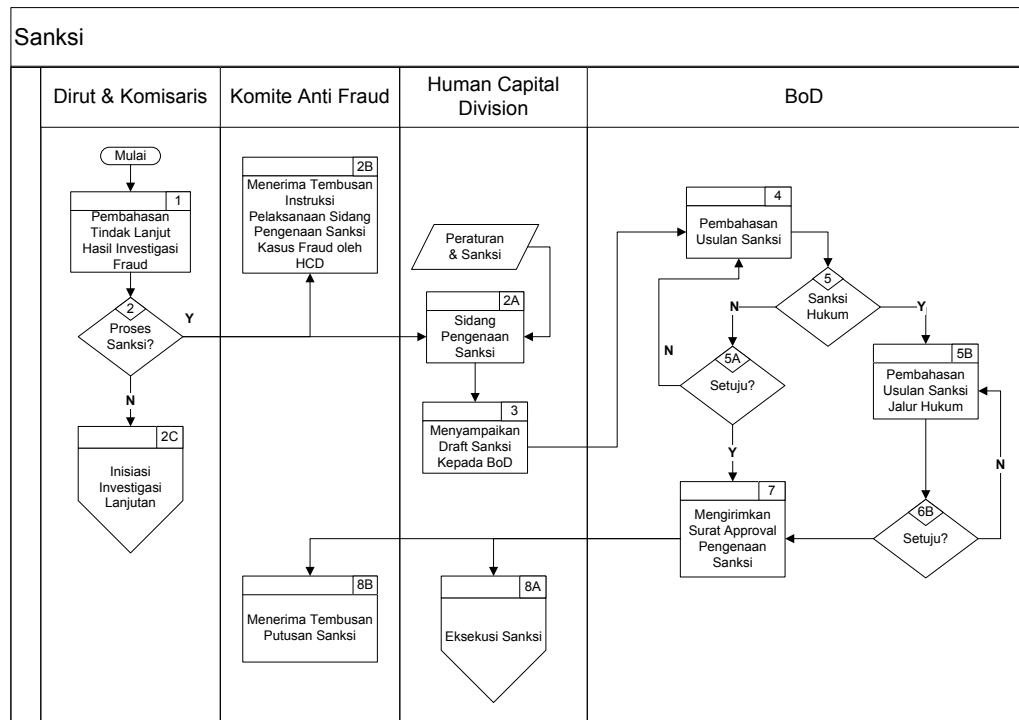 Sanksi
Dirut & Komisaris
Komite Anti Fraud
Human Capital
Division
BoD
Mulai
1
Pembahasan
Tindak Lanjut
Hasil Investigasi
Fraud
2
Proses
Sanksi?
Y
N
2C
Inisiasi
Investigasi
Lanjutan
2B
Menerima Tembusan
Instruksi
Pelaksanaan Sidang
Pengenaan Sanksi
Kasus Fraud oleh
HCD
Peraturan
& Sanksi
2A
Sidang
Pengenaan
Sanksi
3
Menyampaikan
Draft Sanksi
Kepada BoD
4
Pembahasan
Usulan Sanksi
5
Sanksi
Hukum
N
Y
5A
Setuju?
N
Y
5B
Pembahasan
Usulan Sanksi
Jalur Hukum
6B
Setuju?
N
7
Mengirimkan
Surat Approval
Pengenaan
Sanksi
8B
Menerima Tembusan
Putusan Sanksi
8A
Eksekusi Sanksi